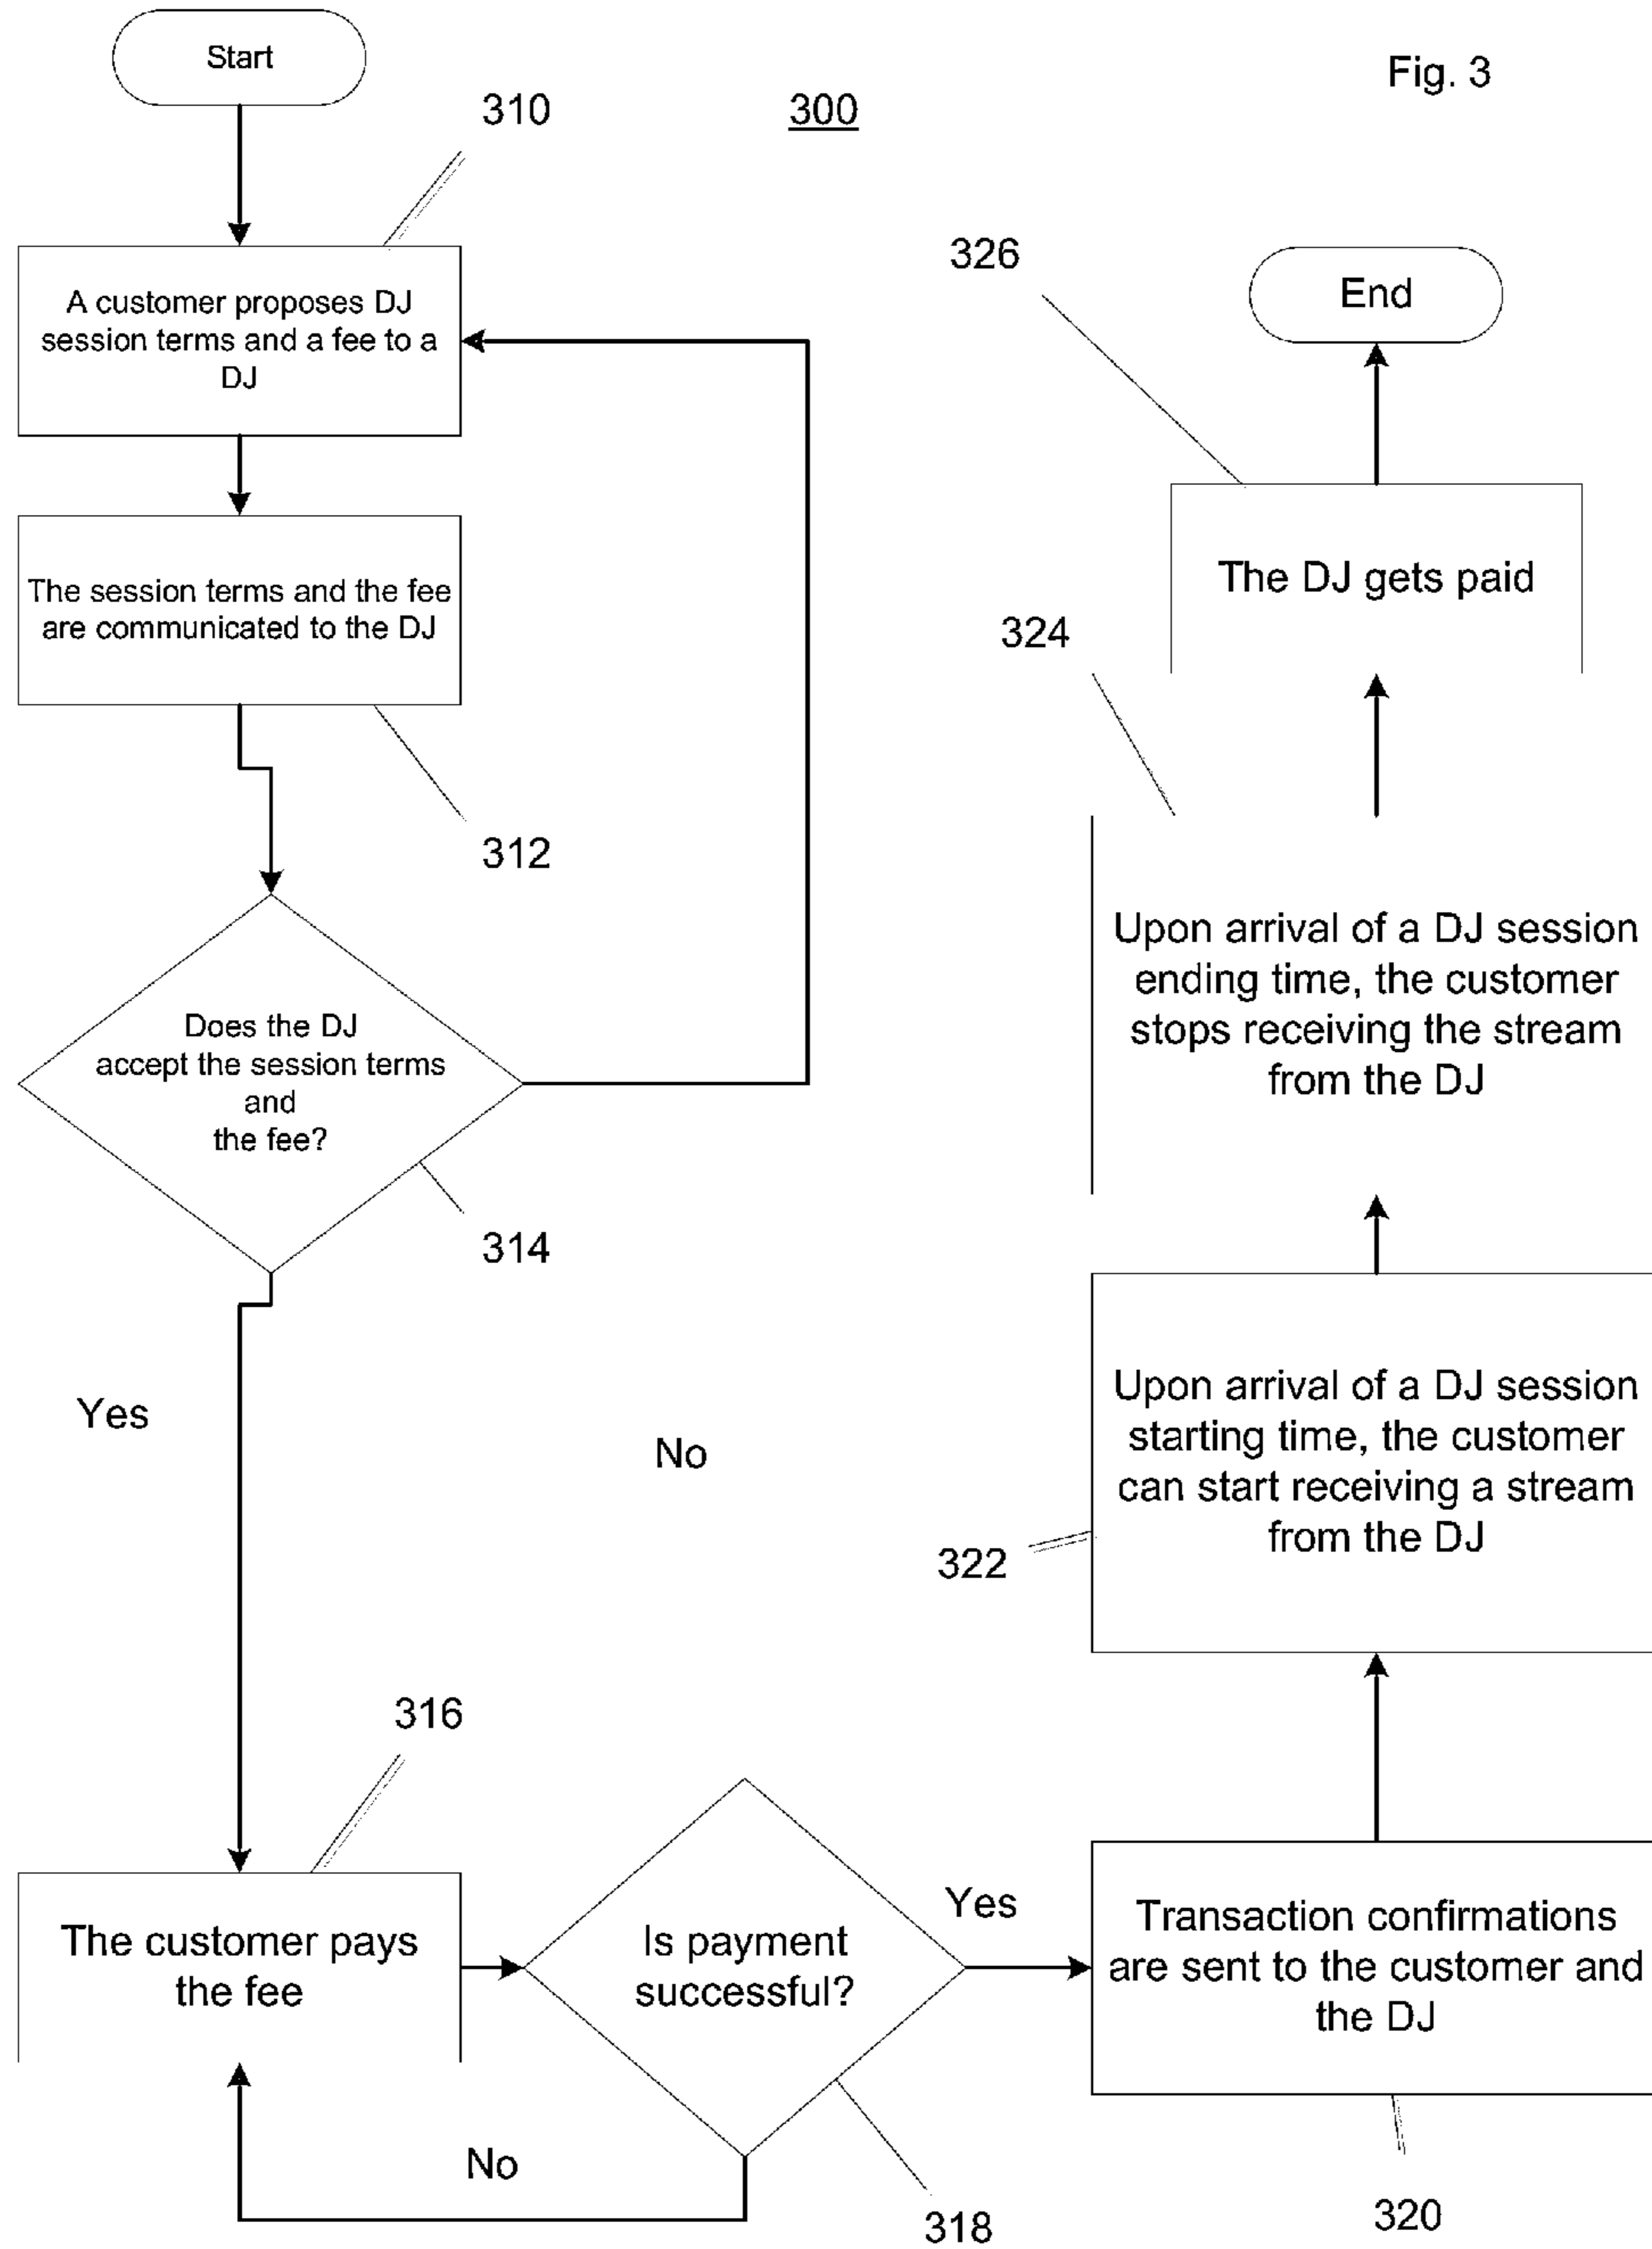 Start
Fig. 3
310
300
A customer proposes DJ
session terms and a fee to a
DJ
The session terms and the fee
are communicated to the DJ
312
Does the DJ
accept the session terms
and
the fee?
314
Yes
No
316
The customer pays
the fee
Is payment
successful?
Yes
No
318
Transaction confirmations
are sent to the customer and
the DJ
320
Upon arrival of a DJ session
starting time, the customer
can start receiving a stream
from the DJ
322
Upon arrival of a DJ session
ending time, the customer
stops receiving the stream
from the DJ
324
The DJ gets paid
326
End